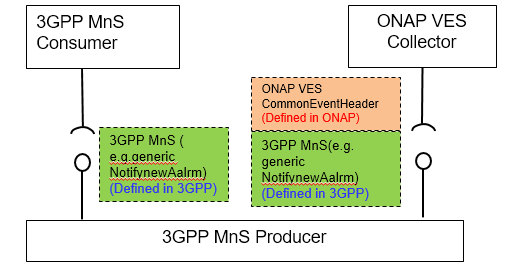 3GPP MnS
Consumer
ONAP VES
Collector
ONAP VES
CommonEventHeader
(Defined in ONAP)
3GPP MnS (
e.g.generic
NotifynewAalrm)
(Defined in 3GPP)
3GPP MnS(e.g.
generic
NotifynewAalrm)
(Defined in 3GPP)
3GPP MnS Producer